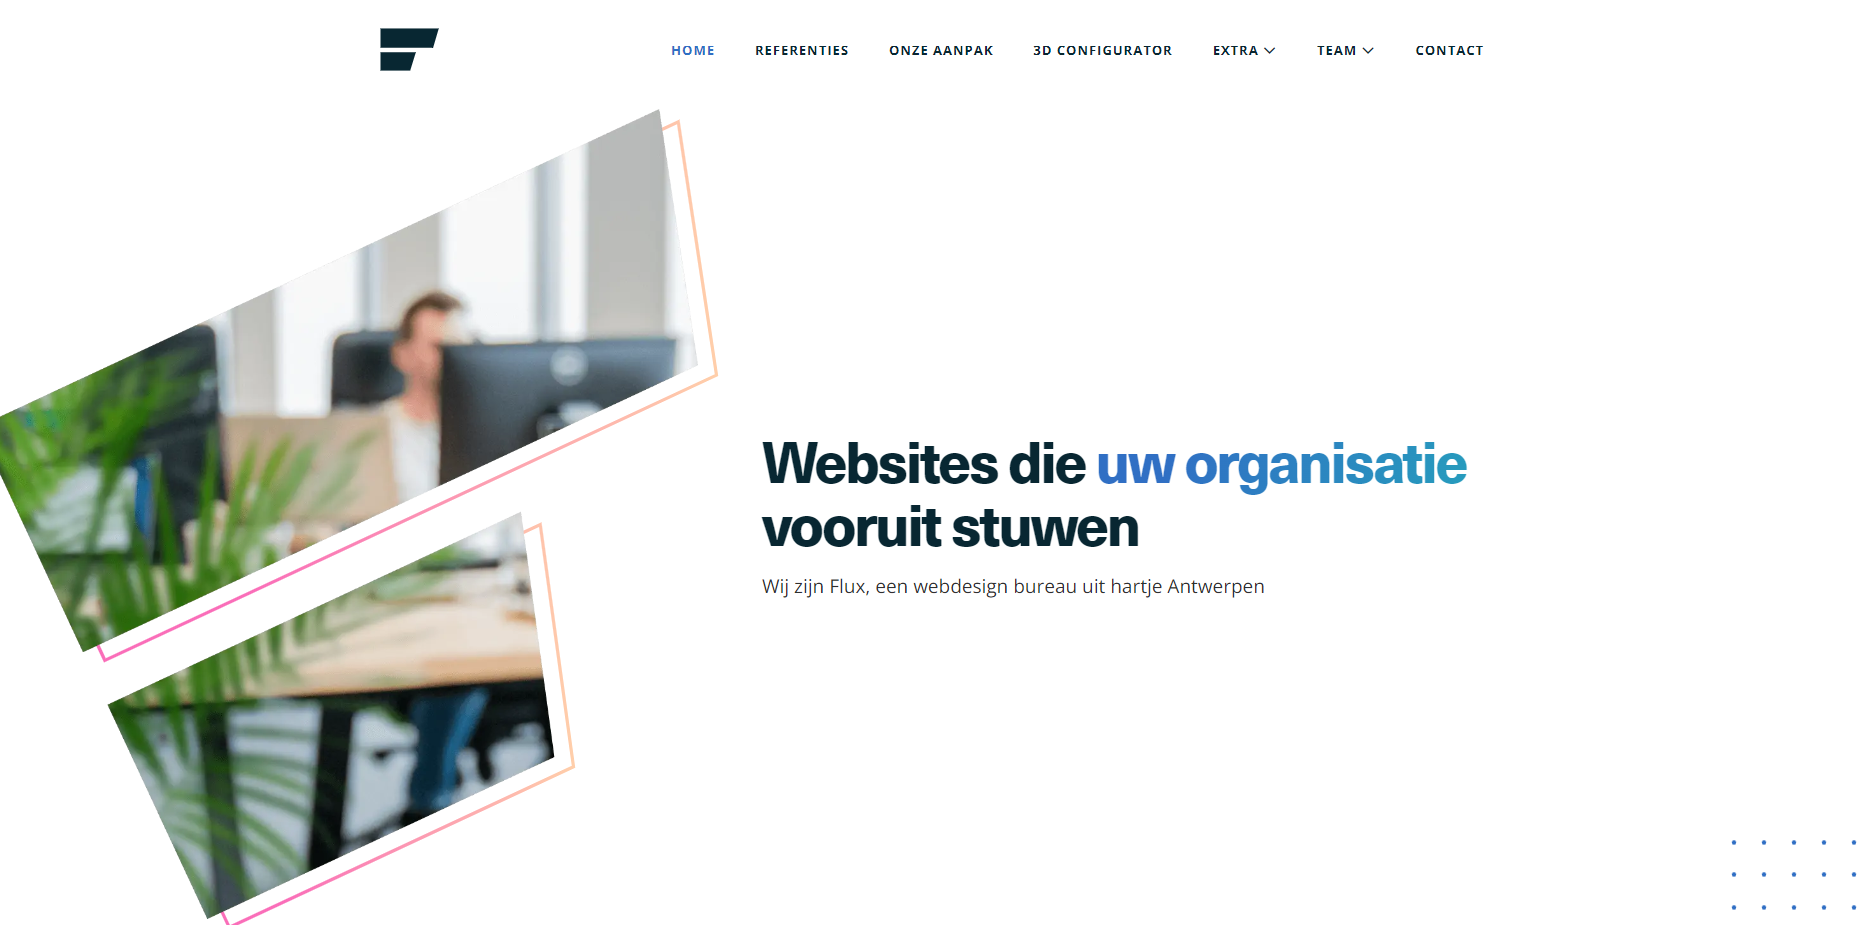 HOME REFERENTIES ONZE AANPAK 3D CONFIGURATOR EXTRA TEAM CONTACT
Websites die uw organisatie
vooruit stuwen
Wij zijn Flux, een webdesign bureau uit hartje Antwerpen